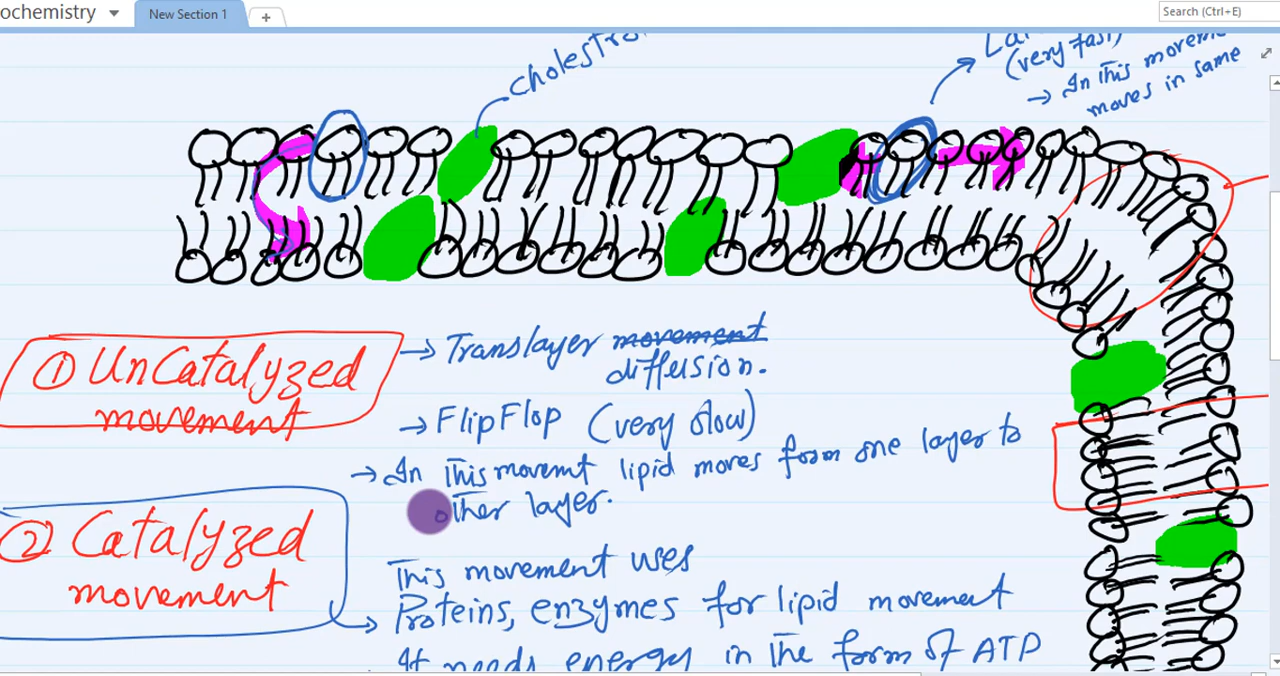 ochemistry
New Section 1
+
Search (Ctrl+E)
cholestro
(very fast)
→ In this moveme
moves in same
① UnCatalyzed
movement
→ Translayer movement
diffusion.
→ FlipFlop (very slow)
→ In This movemt lipid moves form one layer to
other layer.
② Catalyzed
movement
This movement uses
→ Proteins, enzymes for lipid movement
It needs energy in the form of ATP